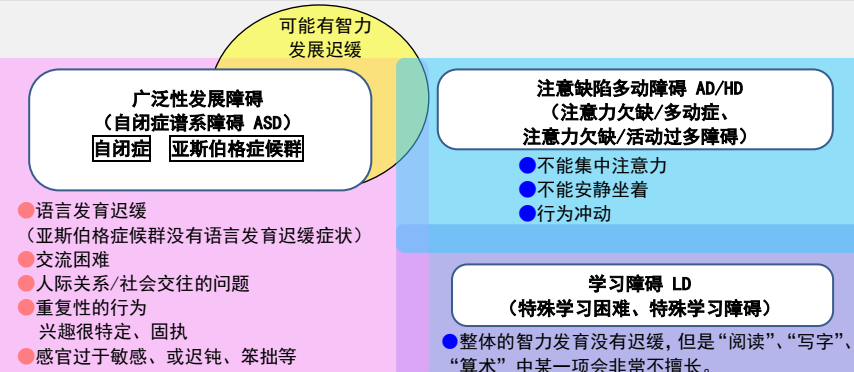 可能有智力
发展迟缓
广泛性发展障碍
（自闭症谱系障碍 ASD）
自闭症 亚斯伯格症候群
●语言发育迟缓
（亚斯伯格症候群没有语言发育迟缓症状）
●交流困难
●人际关系/社会交往的问题
●重复性的行为
兴趣很特定、固执
●感官过于敏感、或迟钝、笨拙等
注意缺陷多动障碍 AD/HD
（注意力欠缺/多动症、
注意力欠缺/活动过多障碍）
●不能集中注意力
●不能安静坐着
●行为冲动
学习障碍 LD
（特殊学习困难、特殊学习障碍）
●整体的智力发育没有迟缓，但是“阅读”、“写字”、
“算术”中某一项会非常不擅长。